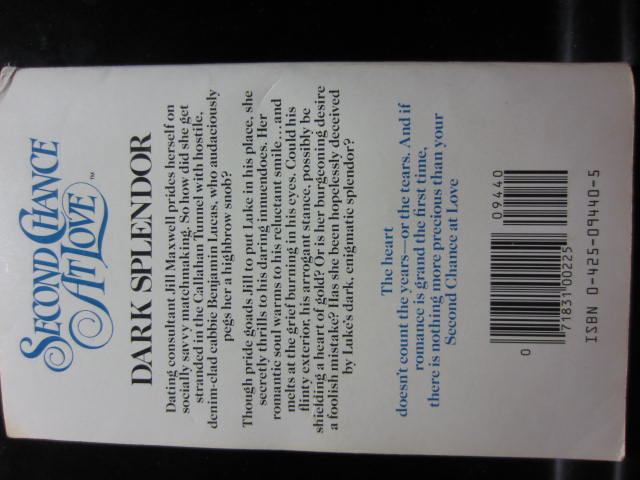 SECOND CHANCE
AT LOVE™
DARK SPLENDOR
Dating consultant Jill Maxwell prides herself on
socially savvy matchmaking. So how did she get
stranded in the Callahan Tunnel with hostile,
denim-clad cabbie Benjamin Lucas, who audaciously
pegs her a highbrow snob?
Though pride goads Jill to put Luke in his place, she
secretly thrills to his daring innuendoes. Her
romantic soul warms to his reluctant smile...and
melts at the grief burning in his eyes. Could his
flinty exterior, his arrogant stance, possibly be
shielding a heart of gold? Or is her burgeoning desire
a foolish mistake? Has she been hopelessly deceived
by Luke's dark, enigmatic splendor?
The heart
doesn't count the years—or the tears. And if
romance is grand the first time,
there is nothing more precious than your
Second Chance at Love
09440
0 71831 00225
ISBN 0-425-09440-5